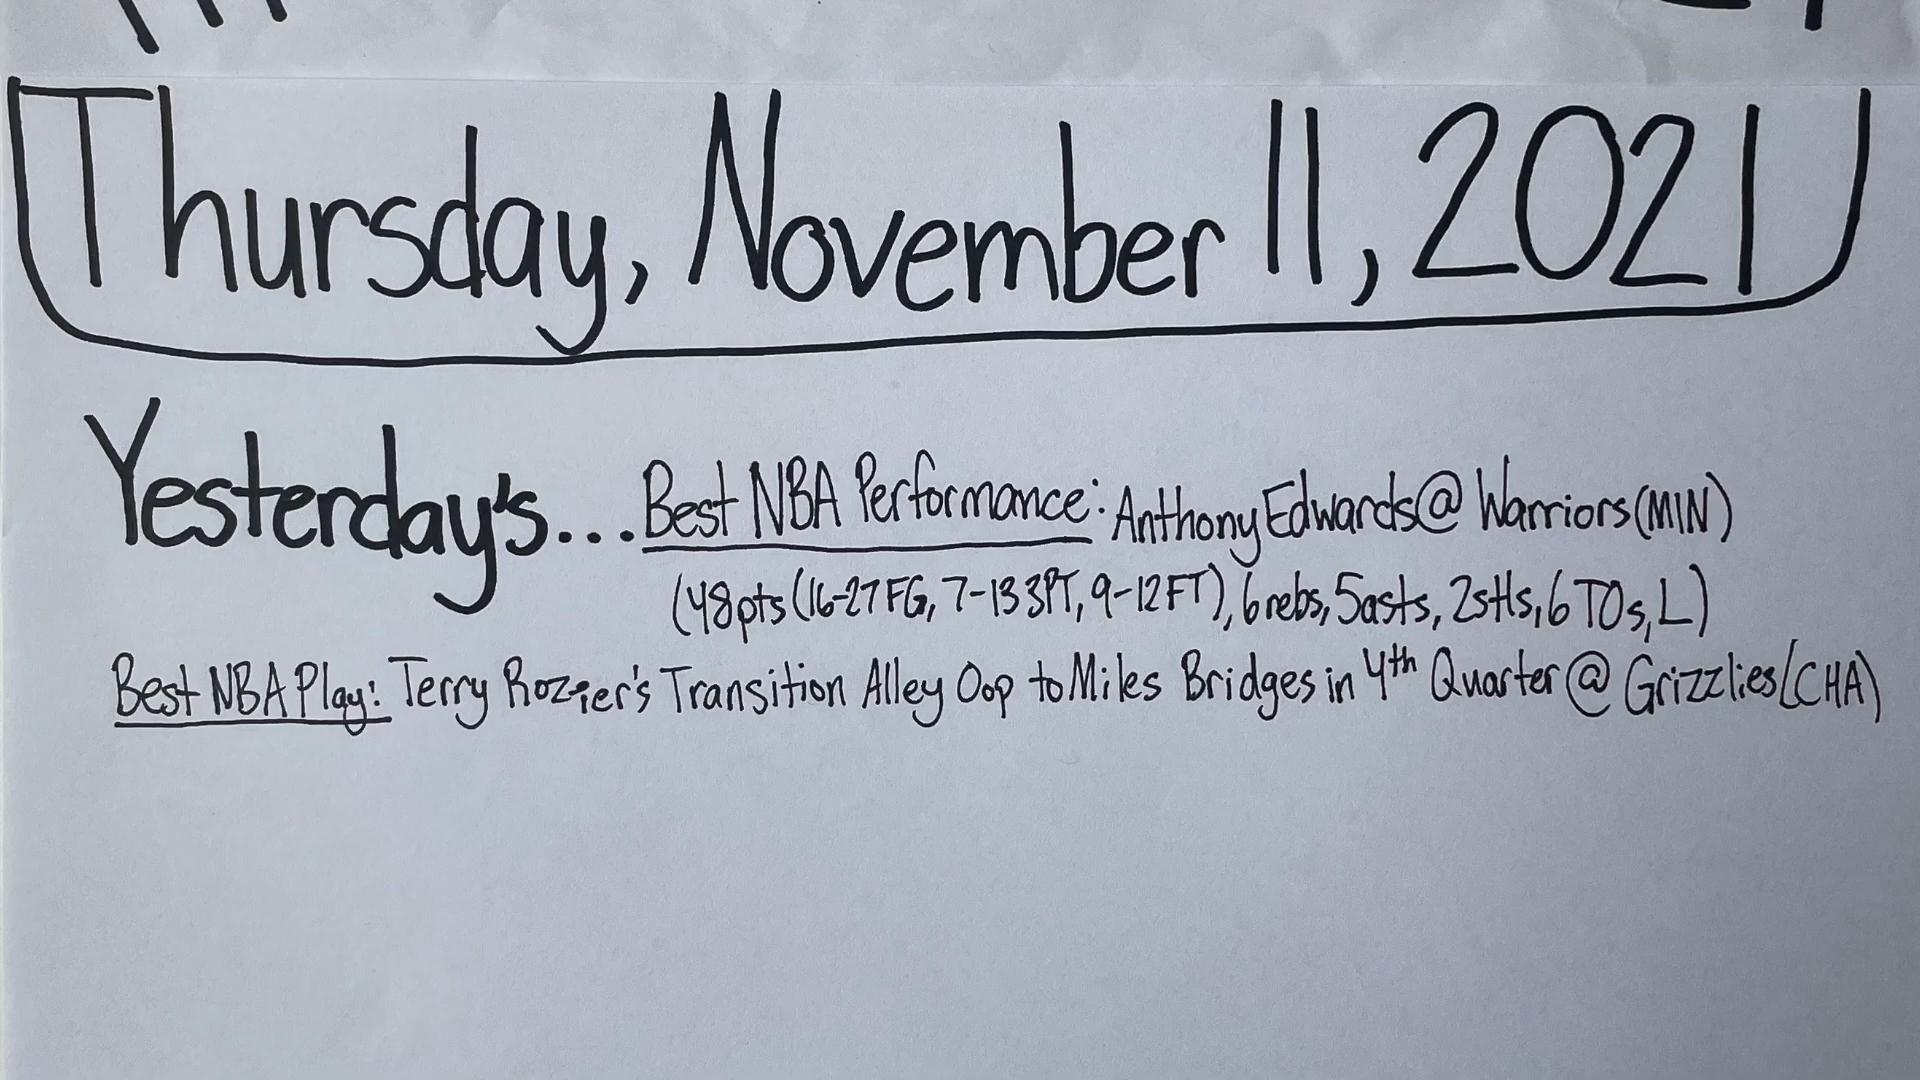 Thursday, November 11, 2021
Yesterday's... Best NBA Performance: Anthony Edwards @ Warriors (MIN)
(48pts (16-27 FG, 7-13 3PT, 9-12 FT), 6 rebs, 5 asts, 2 stls, 6 TOs, L)
Best NBA Play: Terry Rozier's Transition Alley Oop to Miles Bridges in 4th Quarter @ Grizzlies (CHA)